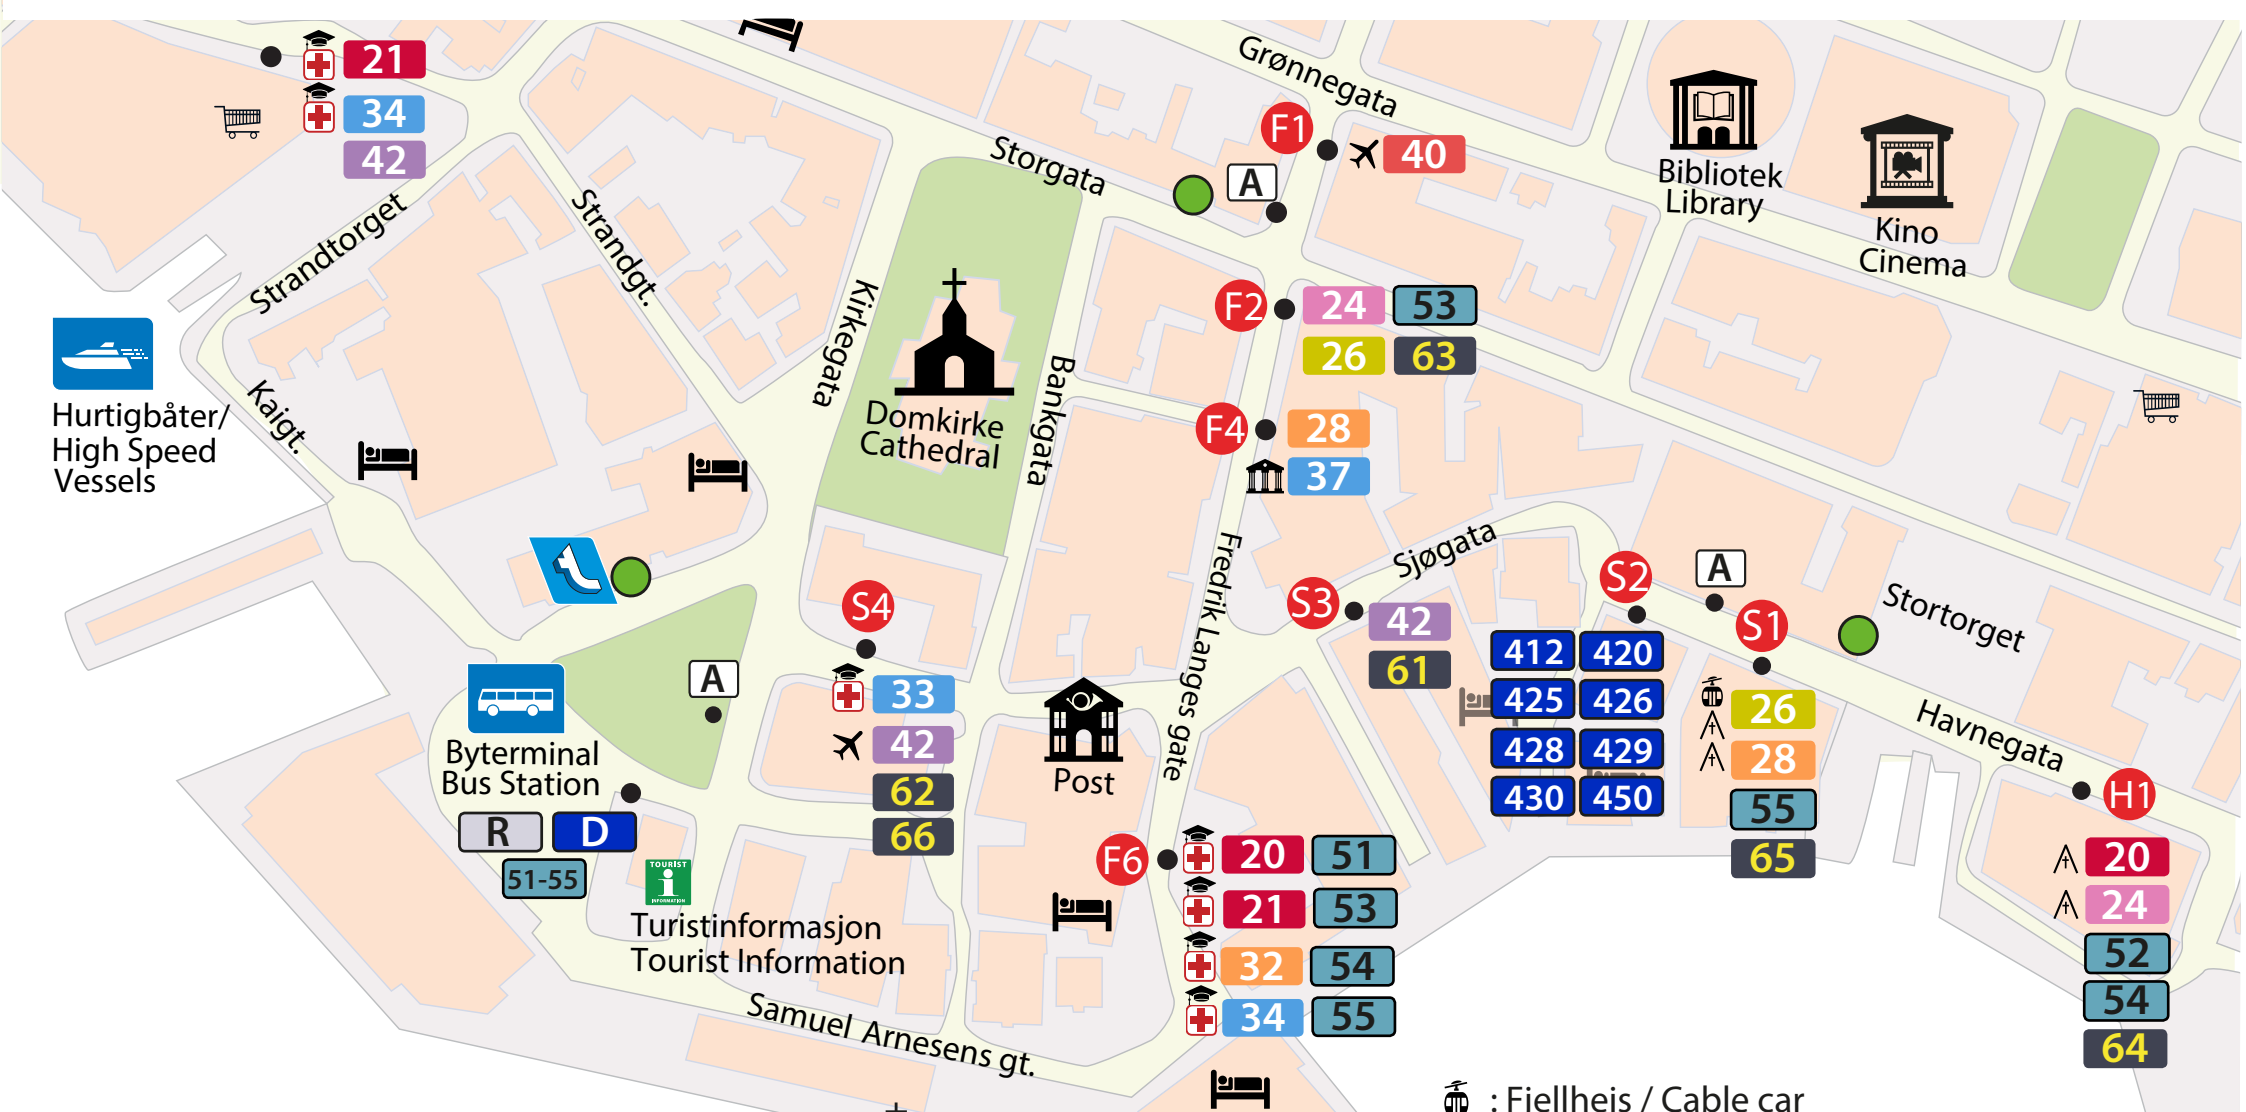 21
34
42
Grønnegata
F1
40
Storgata
A
Bibliotek
Library
Kino
Cinema
Strandtorget
Strandgt.
Kirkegata
F2
24
53
26
63
Hurtigbåter/
High Speed
Vessels
Kaigt.
Domkirke
Cathedral
Bankgata
F4
28
37
Fredrik Langes gate
Sjøgata
S4
33
42
62
66
S3
42
61
S2
412
420
425
426
428
429
430
450
A
S1
26
28
55
65
Stortorget
Havnegata
H1
20
24
52
54
64
A
Byterminal
Bus Station
R
D
51-55
TOURIST
i
INFORMATION
Turistinformasjon
Tourist Information
Post
F6
20
51
21
53
32
54
34
55
Samuel Arnesens gt.
: Fjellheis / Cable car